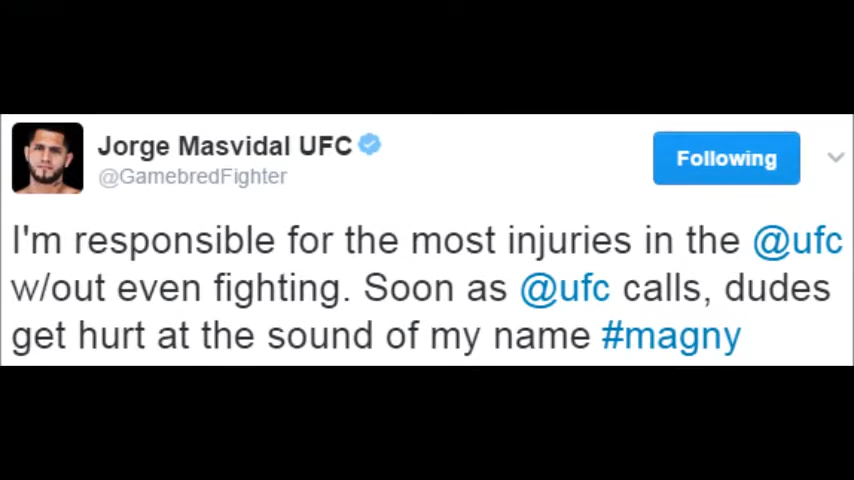 Jorge Masvidal UFC
@GamebredFighter
Following
I'm responsible for the most injuries in the @ufc
w/out even fighting. Soon as @ufc calls, dudes
get hurt at the sound of my name #magny